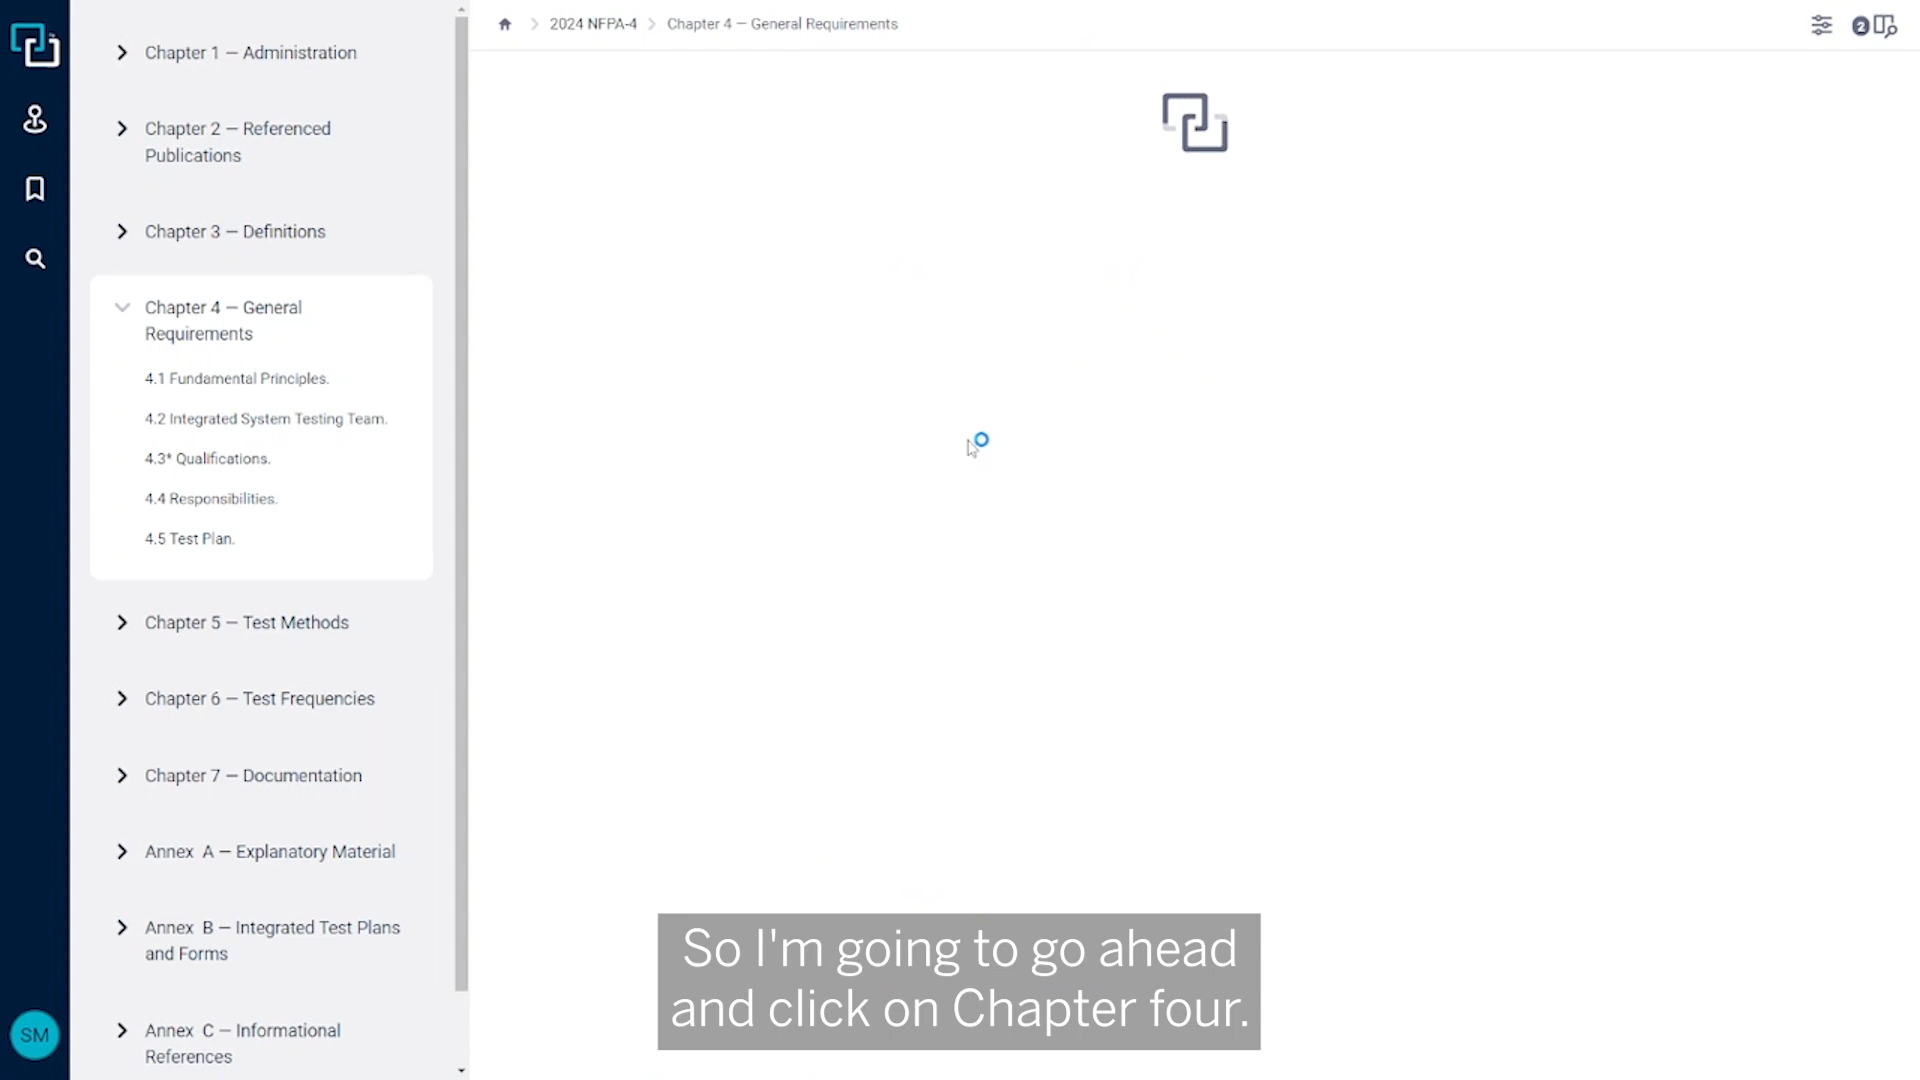 2024 NFPA-4
Chapter 4 — General Requirements
2
Chapter 1 — Administration
Chapter 2 — Referenced
Publications
Chapter 3 — Definitions
Chapter 4 — General
Requirements
4.1 Fundamental Principles.
4.2 Integrated System Testing Team.
4.3* Qualifications.
4.4 Responsibilities.
4.5 Test Plan.
Chapter 5 — Test Methods
Chapter 6 — Test Frequencies
Chapter 7 — Documentation
Annex A — Explanatory Material
Annex B — Integrated Test Plans
and Forms
Annex C — Informational
References
SM
So I'm going to go ahead
and click on Chapter four.